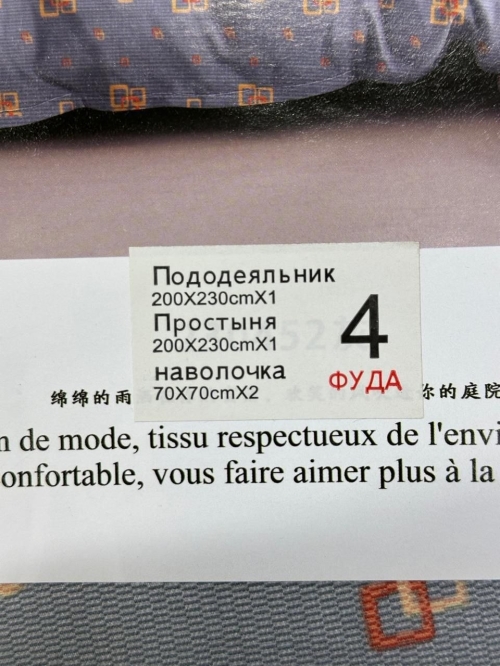 Пододеяльник
200X230cmX1
Простыня
200X230cmX1
наволочка
70X70cmX2
4
ФУДА
绵绵的雨
你的庭院
n de mode, tissu respectueux de l'envi
onfortable, vous faire aimer plus à la